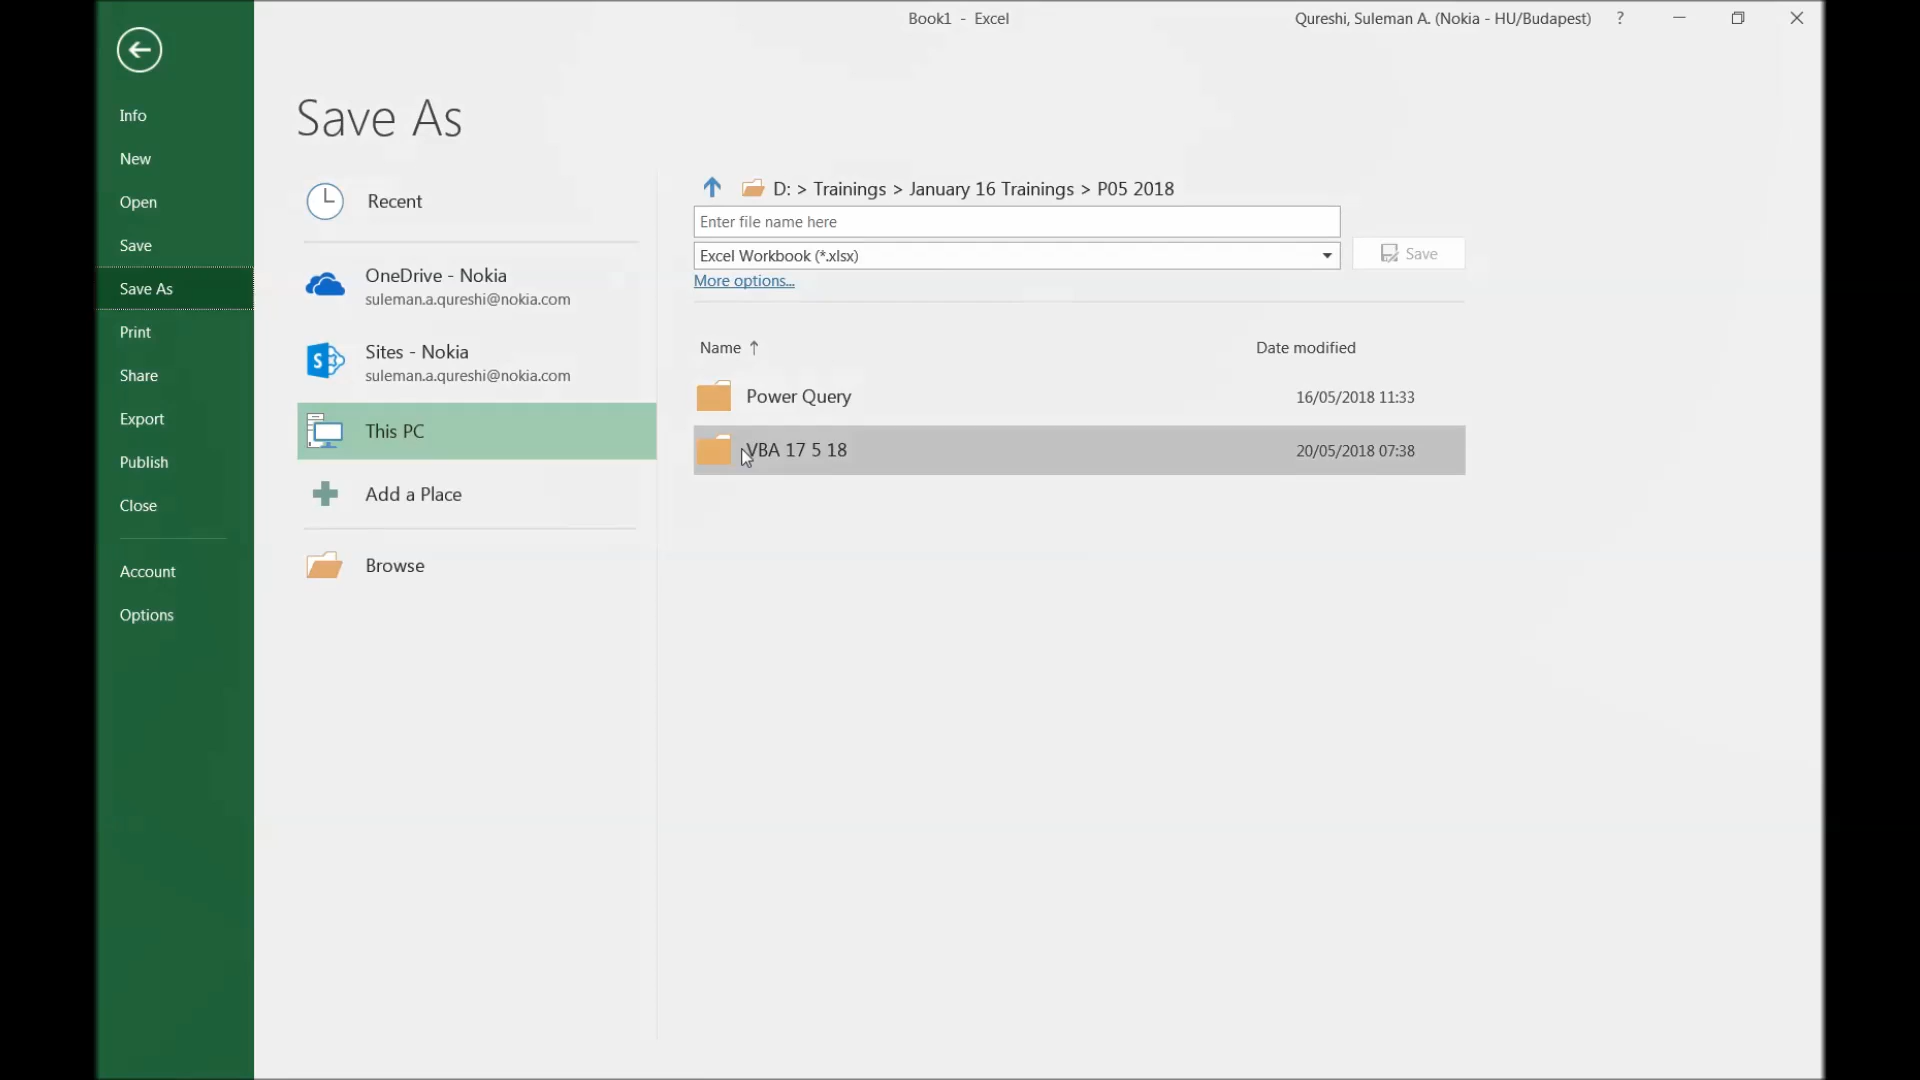 Book1 - Excel
Qureshi, Suleman A. (Nokia - HU/Budapest)
?
Info
New
Open
Save
Save As
Print
Share
Export
Publish
Close
Account
Options
Save As
Recent
OneDrive - Nokia
suleman.a.qureshi@nokia.com
Sites - Nokia
suleman.a.qureshi@nokia.com
This PC
Add a Place
Browse
D: > Trainings > January 16 Trainings > P05 2018
Enter file name here
Excel Workbook (*.xlsx)
Save
More options...
Name
Date modified
Power Query
16/05/2018 11:33
VBA 17 5 18
20/05/2018 07:38